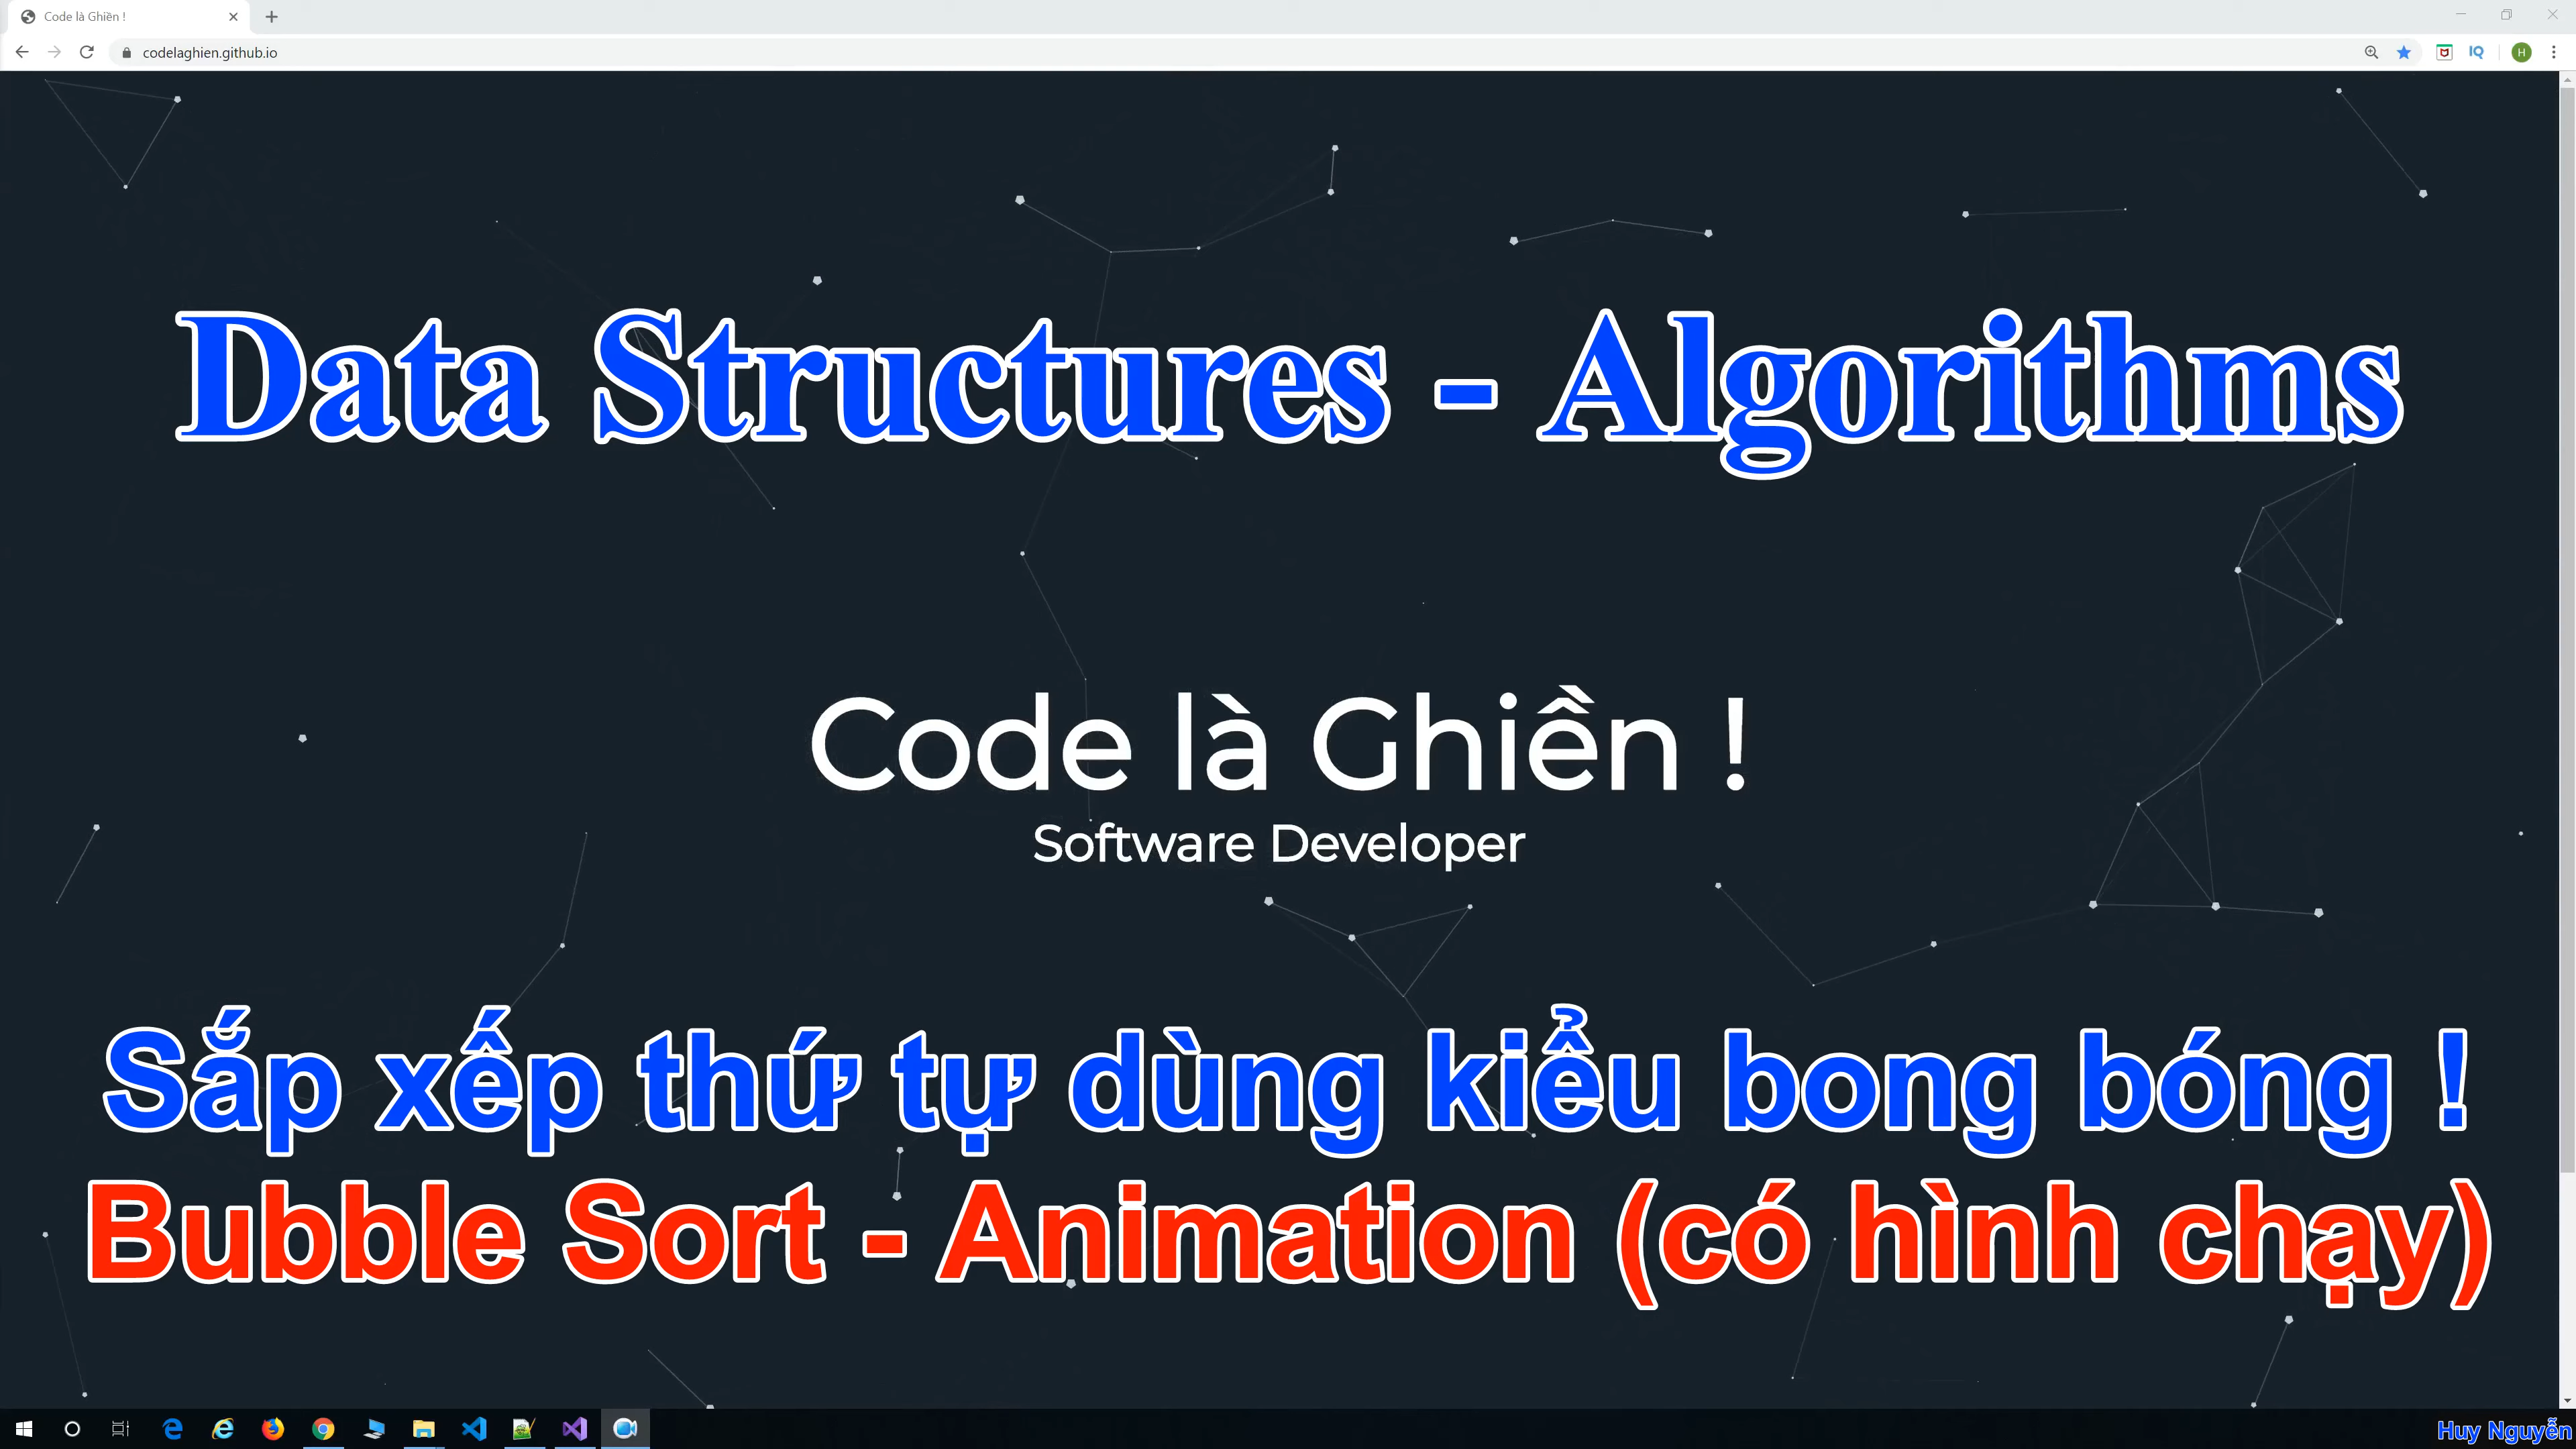 Code là Ghiền !
codelaghien.github.io
IQ
H
Data Structures - Algorithms
Code là Ghiền !
Software Developer
Sắp xếp thứ tự dùng kiểu bong bóng !
Bubble Sort - Animation (có hình chạy)
Huy Nguyễn